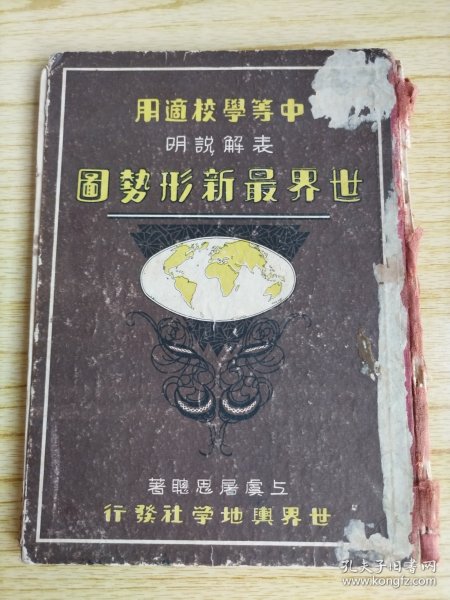 中等學校適用
表解說明
世界最新形勢圖
上虞屠思聰著
世界輿地学社發行
孔夫子旧书网
www.kongfz.com